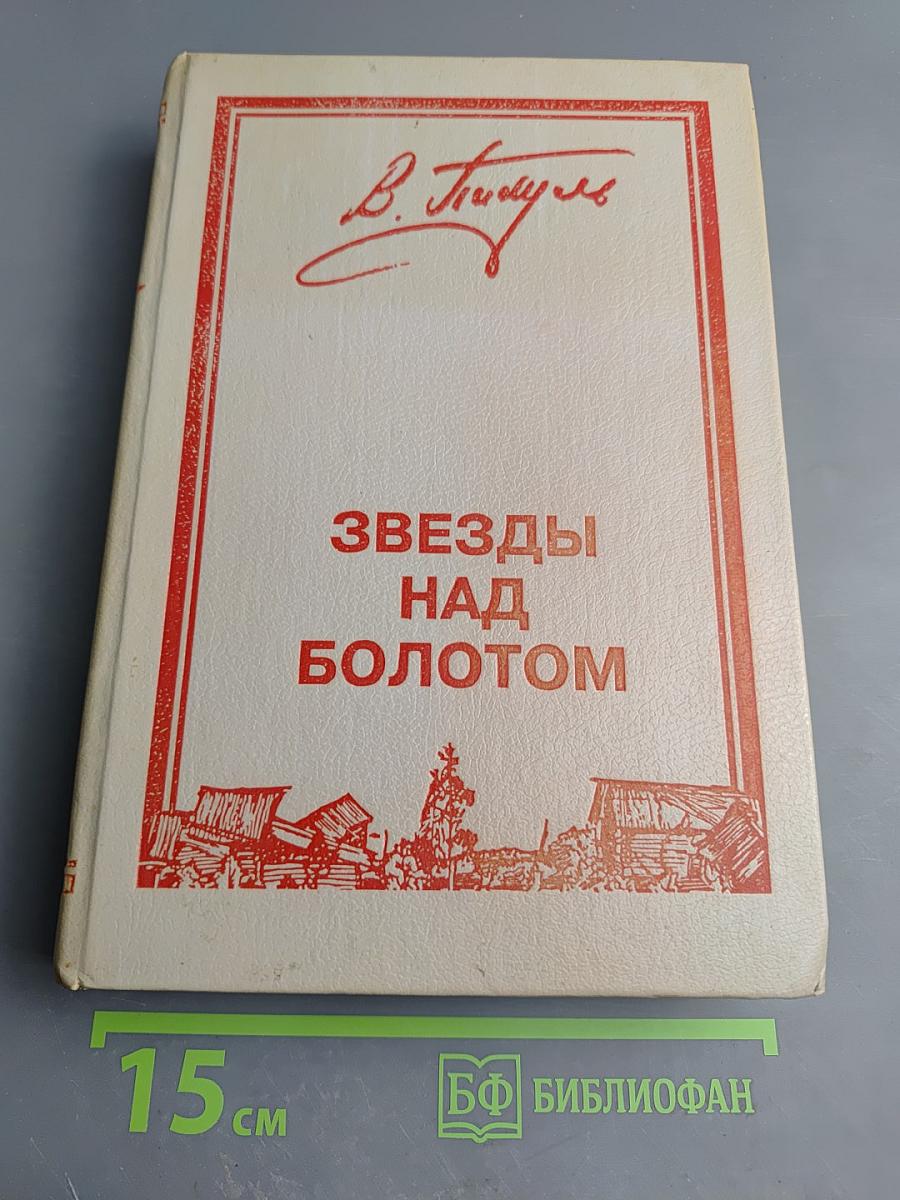 В. Пикуль
ЗВЕЗДЫ
НАД
БОЛОТОМ
15 см
БФ БИБЛИОФАН